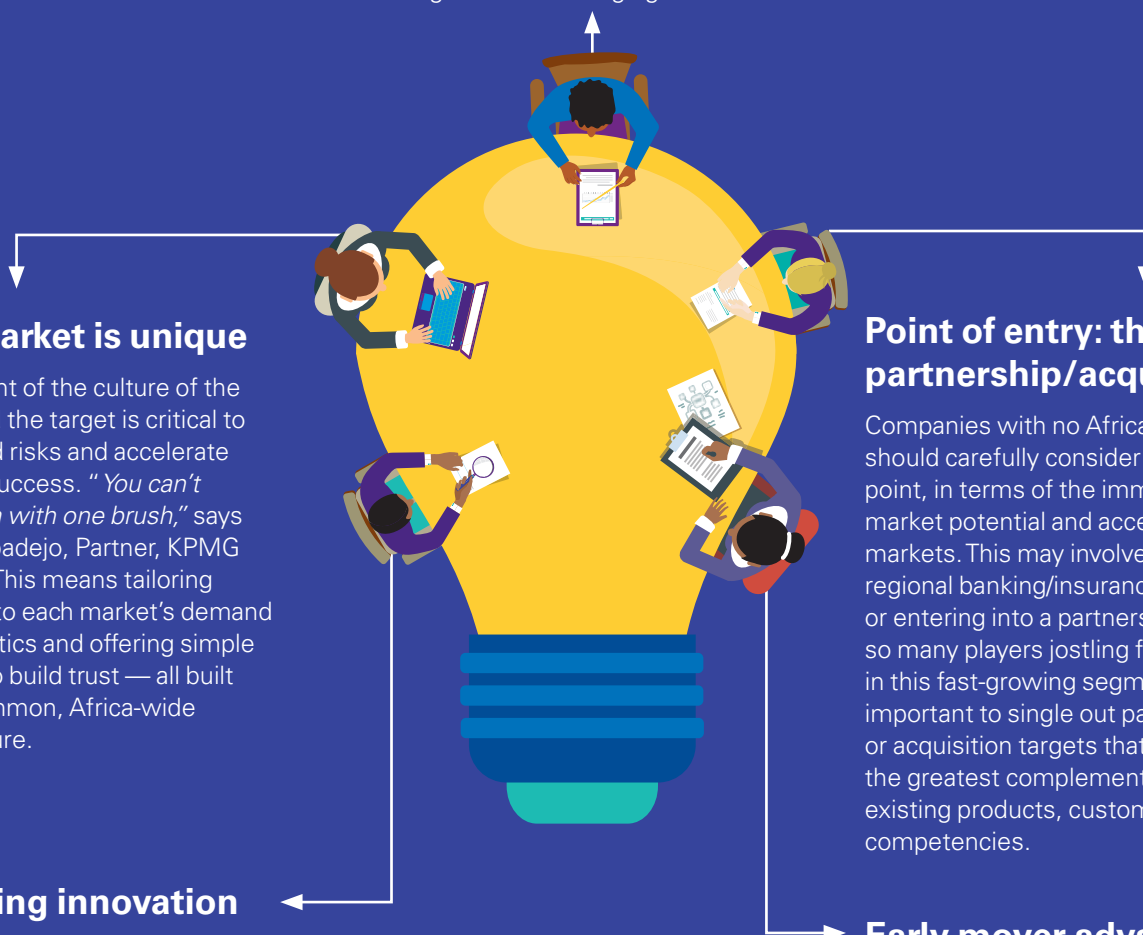 arket is unique
nt of the culture of the
the target is critical to
d risks and accelerate
uccess. “You can’t
with one brush,” says
adejo, Partner, KPMG
This means tailoring
to each market’s demand
tics and offering simple
o build trust — all built
mmon, Africa-wide
ure.
ing innovation
Point of entry: th
partnership/acqu
Companies with no Africa
should carefully consider
point, in terms of the imm
market potential and acce
markets. This may involve
regional banking/insuranc
or entering into a partners
so many players jostling f
in this fast-growing segm
important to single out pa
or acquisition targets that
the greatest complement
existing products, custom
competencies.
Early mover adva